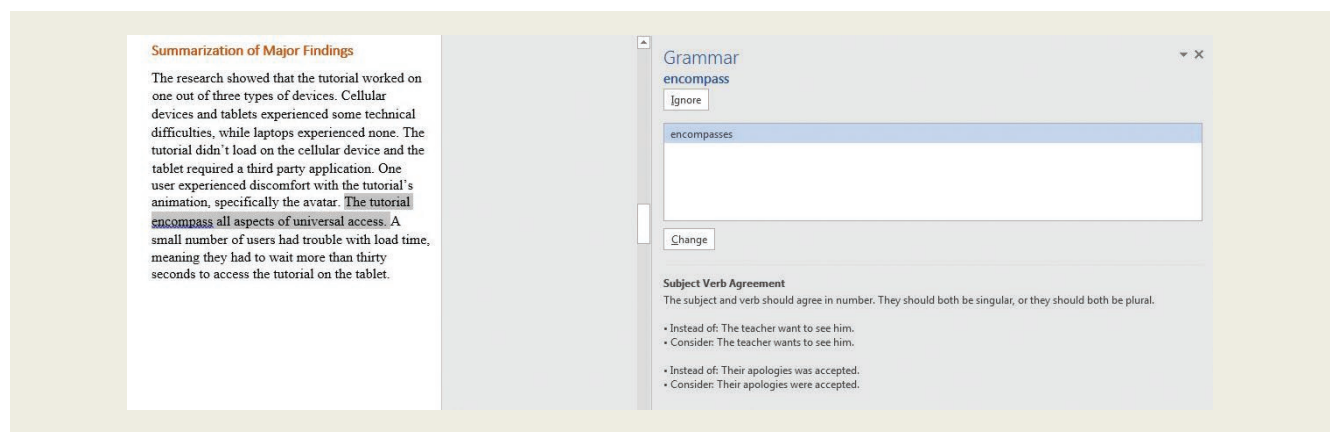 Summarization of Major Findings
The research showed that the tutorial worked on
one out of three types of devices. Cellular
devices and tablets experienced some technical
difficulties, while laptops experienced none. The
tutorial didn't load on the cellular device and the
tablet required a third party application. One
user experienced discomfort with the tutorial's
animation, specifically the avatar. The tutorial
encompass all aspects of universal access. A
small number of users had trouble with load time,
meaning they had to wait more than thirty
seconds to access the tutorial on the tablet.
Grammar
encompass
Ignore
encompasses
Change
Subject Verb Agreement
The subject and verb should agree in number. They should both be singular, or they should both be plural.
• Instead of: The teacher want to see him.
• Consider: The teacher wants to see him.
• Instead of: Their apologies was accepted.
• Consider: Their apologies were accepted.